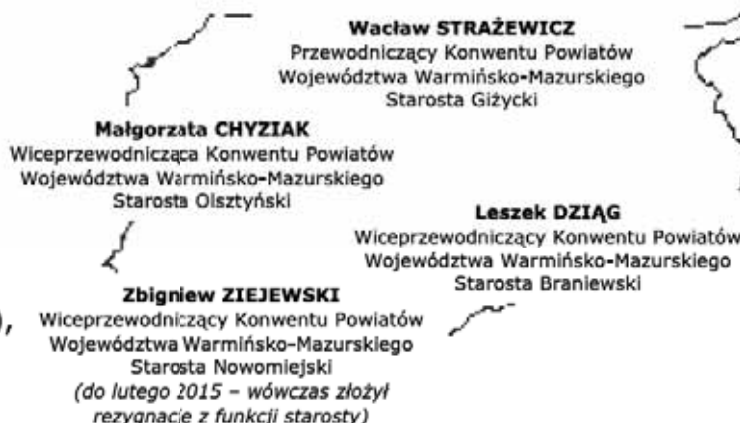 Wacław STRAŻEWICZ
Przewodniczący Konwentu Powiatów
Województwa Warmińsko-Mazurskiego
Starosta Giżycki
Małgorzata CHYZIAK
Wiceprzewodnicząca Konwentu Powiatów
Województwa Warmińsko-Mazurskiego
Starosta Olsztyński
Leszek DZIĄG
Wiceprzewodniczący Konwentu Powiatów
Województwa Warmińsko-Mazurskiego
Starosta Braniewski
),
Zbigniew ZIEJEWSKI
Wiceprzewodniczący Konwentu Powiatów
Województwa Warmińsko-Mazurskiego
Starosta Nowomiejski
(do lutego 2015 – wówczas złożył
rezygnacje z funkcji starosty)